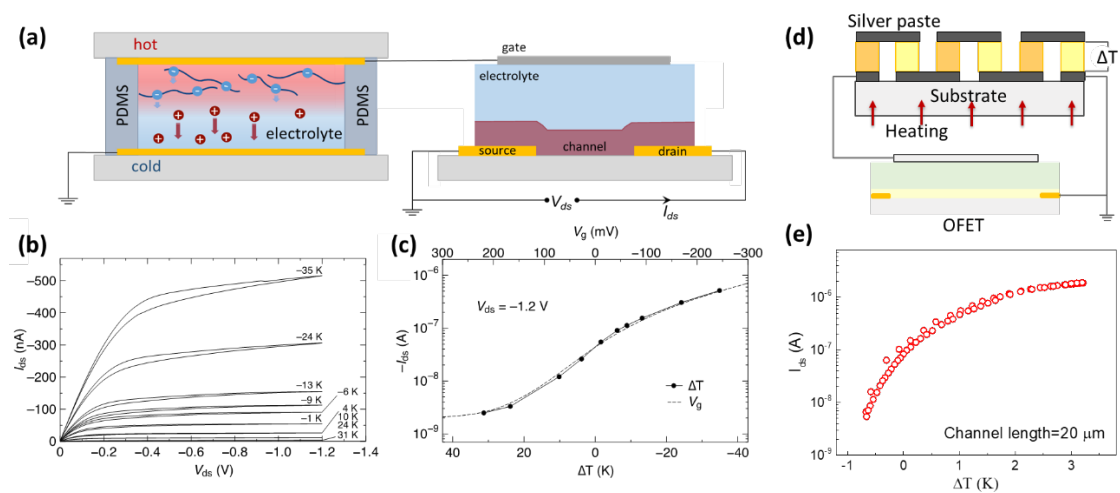 (a)
hot
PDMS
PDMS
electrolyte
cold
gate
electrolyte
source
channel
drain
V_ds
I_ds
(d)
Silver paste
ΔT
Substrate
Heating
OFET
(b)
−500
−400
−300
−200
−100
0
I_ds (nA)
−35 K
−24 K
−13 K
−9 K
−6 K
4 K
−1 K
10 K
24 K
31 K
0 −0.2 −0.4 −0.6 −0.8 −1.0 −1.2 −1.4
V_ds (V)
(c)
V_g (mV)
300 200 100 0 −100 −200 −300
10⁻⁶
10⁻⁷
10⁻⁸
10⁻⁹
−I_ds (A)
V_ds = −1.2 V
ΔT
V_g
40 20 0 −20 −40
ΔT (K)
(e)
10⁻⁶
10⁻⁷
10⁻⁸
10⁻⁹
I_ds (A)
Channel length=20 μm
-1 0 1 2 3
ΔT (K)